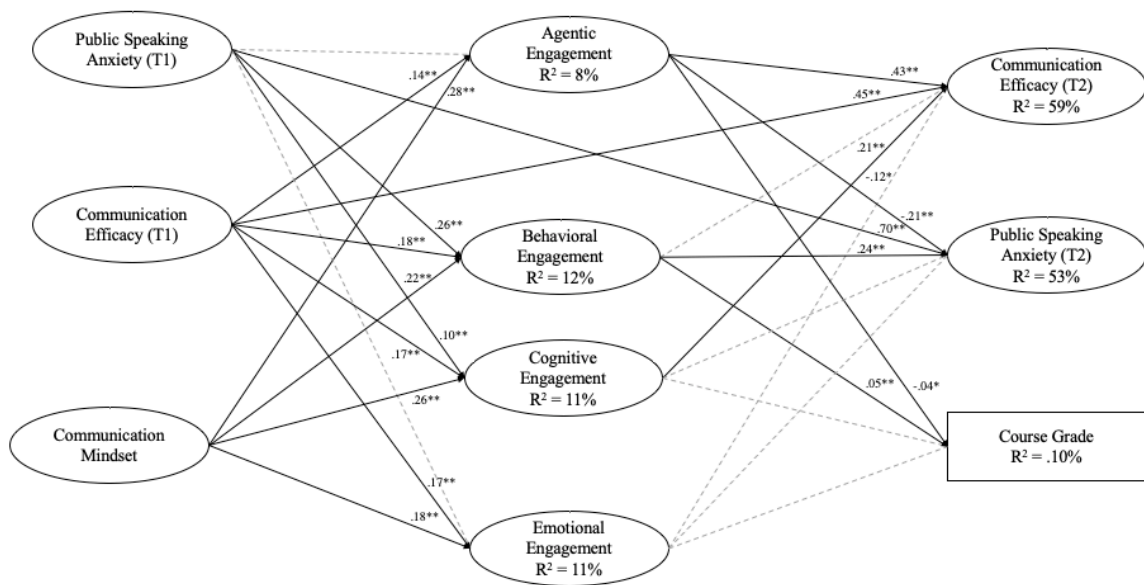 Public Speaking
Anxiety (T1)
Agentic
Engagement
R² = 8%
Communication
Efficacy (T2)
R² = 59%
.14**
.28**
.43**
.45**
.21**
-.12*
Communication
Efficacy (T1)
.26**
.18**
.22**
Behavioral
Engagement
R² = 12%
-.21**
.70**
.24**
Public Speaking
Anxiety (T2)
R² = 53%
.10**
.17**
.26**
Cognitive
Engagement
R² = 11%
.05**
-.04*
Communication
Mindset
Course Grade
R² = .10%
.17**
.18**
Emotional
Engagement
R² = 11%